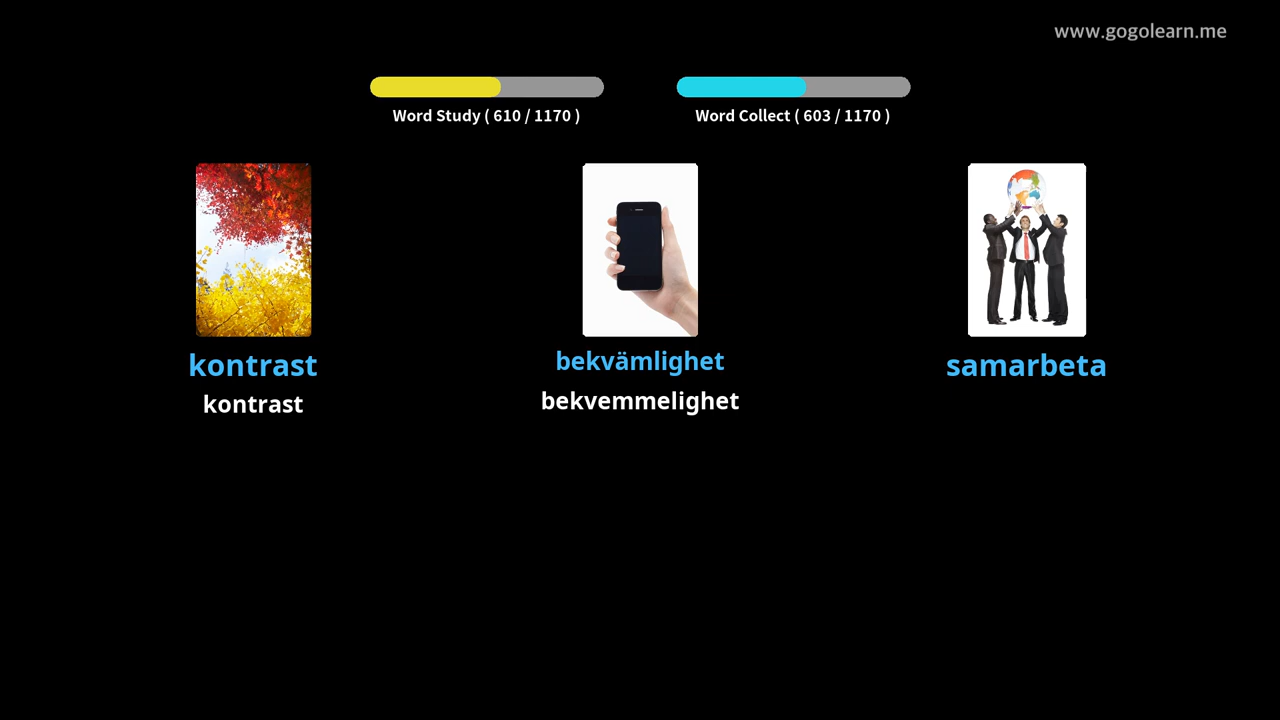 www.gogolearn.me
Word Study ( 610 / 1170 )
Word Collect ( 603 / 1170 )
kontrast
kontrast
bekvämlighet
bekvemmelighet
samarbeta